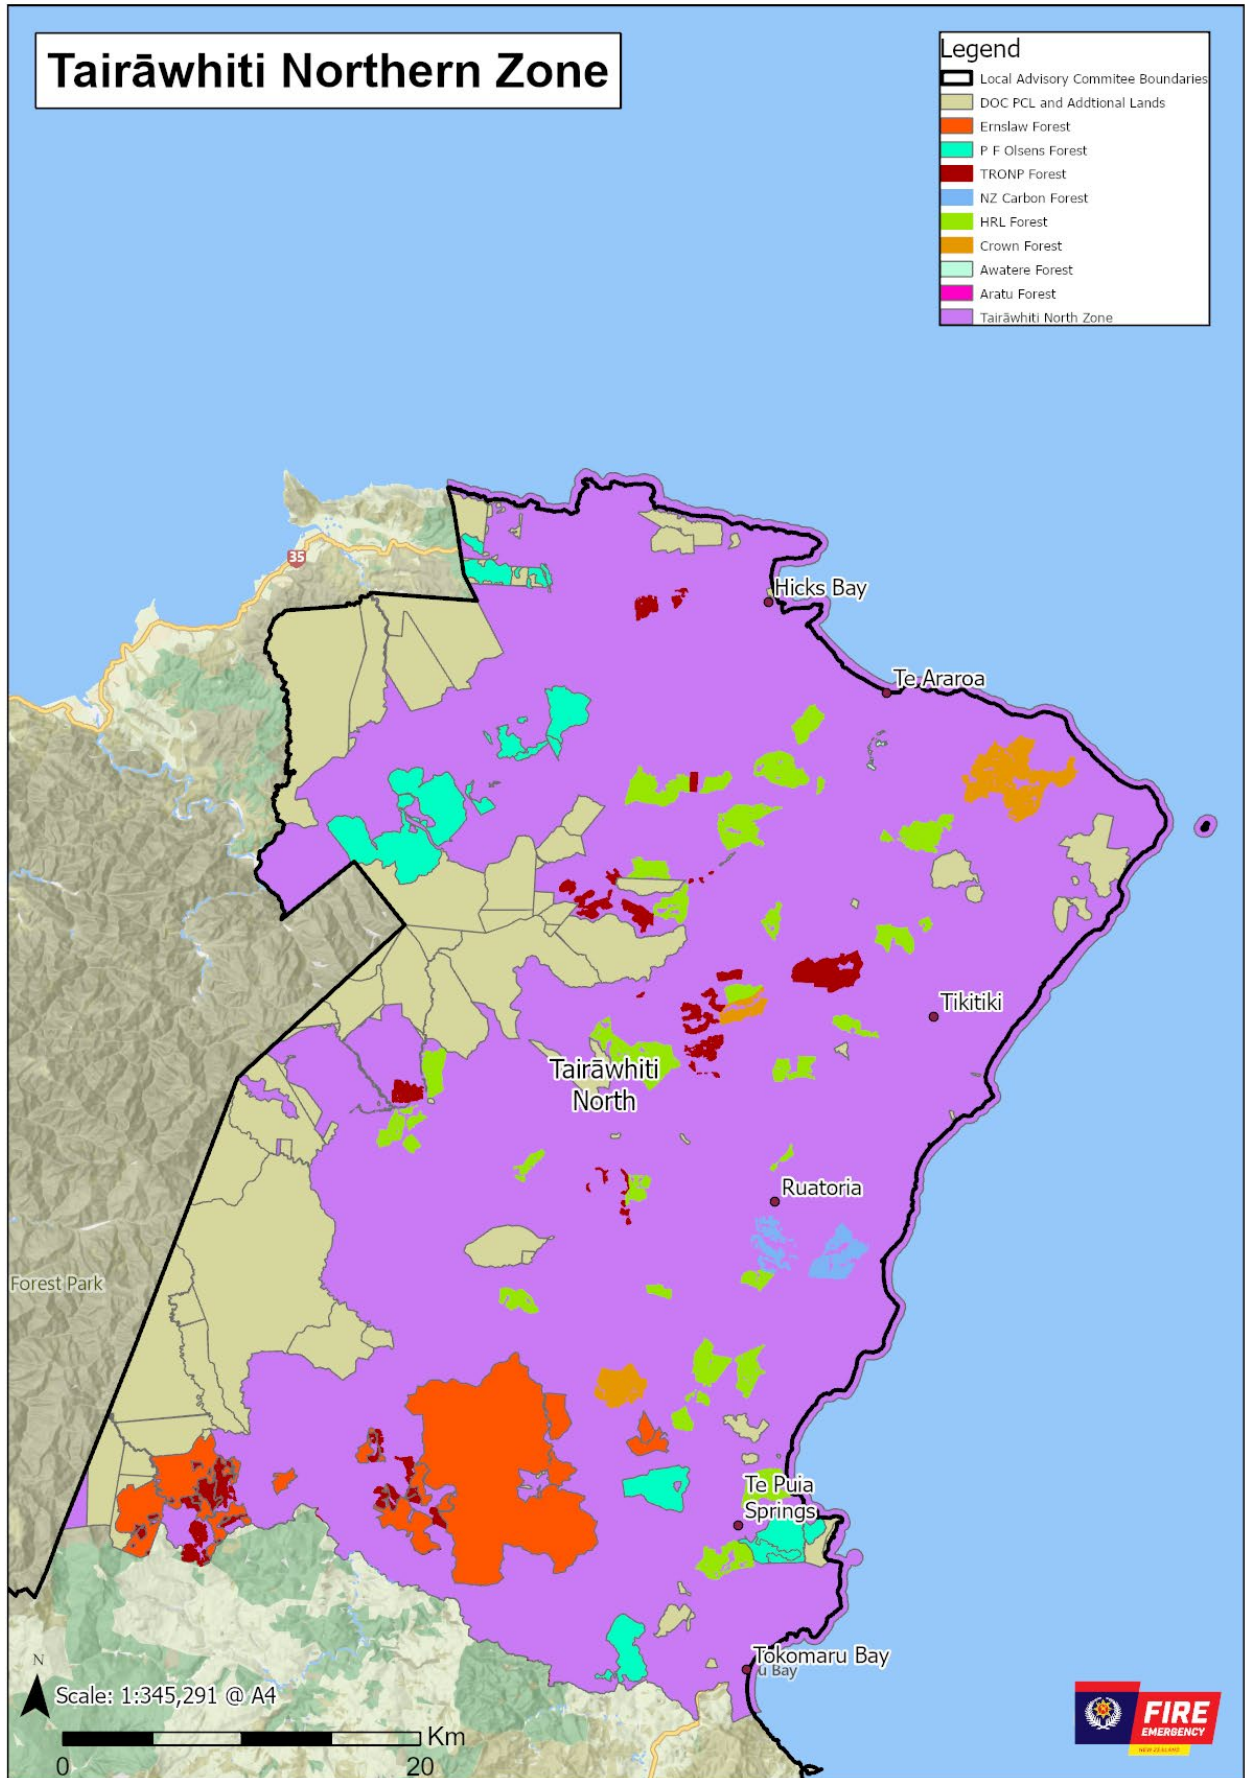 Tairāwhiti Northern Zone
Legend
Local Advisory Commitee Boundaries
DOC PCL and Addtional Lands
Ernslaw Forest
P F Olsens Forest
TRONP Forest
NZ Carbon Forest
HRL Forest
Crown Forest
Awatere Forest
Aratu Forest
Tairāwhiti North Zone
35
Hicks Bay
Te Araroa
Tikitiki
Tairāwhiti
North
Ruatoria
Forest Park
Te Puia
Springs
Tokomaru Bay
u Bay
N
Scale: 1:345,291 @ A4
Km
0 20
FIRE
EMERGENCY
NEW ZEALAND